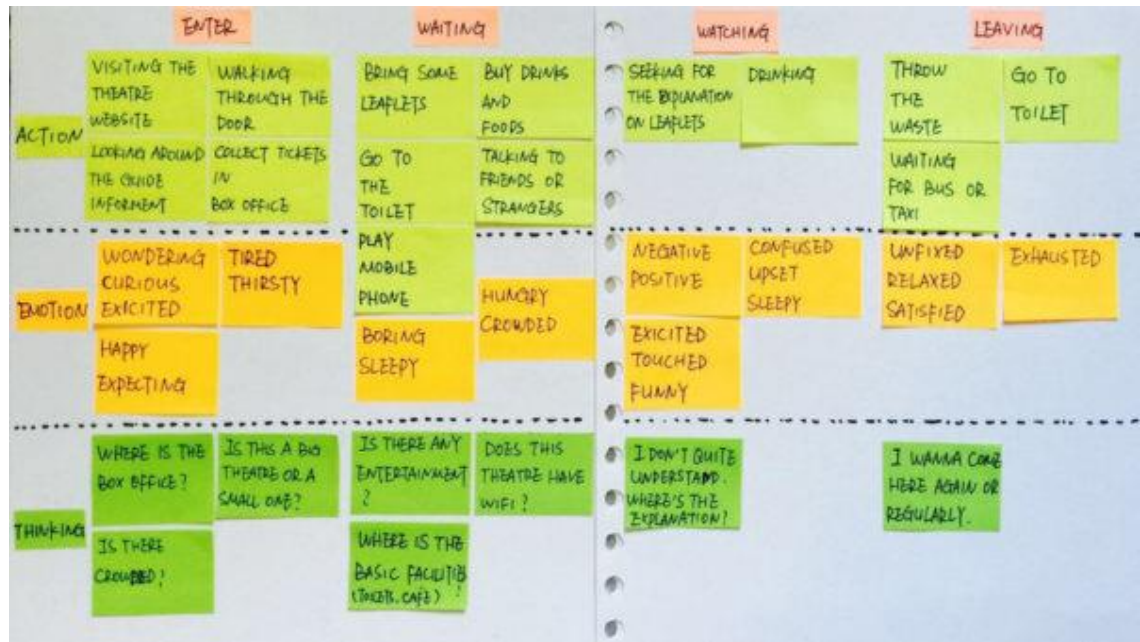 ENTER
WAITING
WATCHING
LEAVING
ACTION
VISITING THE
THEATRE
WEBSITE
WALKING
THROUGH THE
DOOR
LOOKING AROUND
THE GUIDE
INFORMENT
COLLECT TICKETS
IN
BOX OFFICE
BRING SOME
LEAFLETS
BUY DRINKS
AND
FOODS
GO TO
THE
TOILET
TALKING TO
FRIENDS OR
STRANGERS
PLAY
MOBILE
PHONE
SEEKING FOR
THE EXPLANATION
ON LEAFLETS
DRINKING
THROW
THE
WASTE
GO TO
TOILET
WAITING
FOR BUS OR
TAXI
EMOTION
WONDERING
CURIOUS
EXICITED
TIRED
THIRSTY
HAPPY
EXPECTING
BORING
SLEEPY
HUNGRY
CROWDED
NEGATIVE
POSITIVE
CONFUSED
UPSET
SLEEPY
EXICITED
TOUCHED
FUNNY
UNFIXED
RELAXED
SATISFIED
EXHAUSTED
THINKING
WHERE IS THE
BOX OFFICE?
IS THIS A BIG
THEATRE OR A
SMALL ONE?
IS THERE
CROWDED?
IS THERE ANY
ENTERTAINMENT
?
DOES THIS
THEATRE HAVE
WIFI?
WHERE IS THE
BASIC FACILITIES
(TOILETS, CAFE)?
I DON'T QUITE
UNDERSTAND.
WHERE'S THE
EXPLANATION?
I WANNA COME
HERE AGAIN OR
REGULARLY.